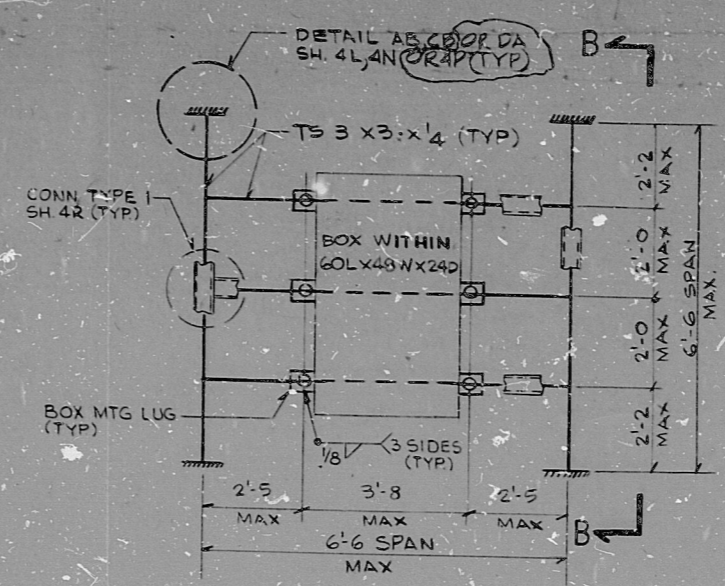 DETAIL AB, CB, OR DA
SH. 4L, 4N OR 4P (TYP)
B
TS 3 X 3 X 1/4 (TYP)
CONN TYPE 1
SH. 4R (TYP)
BOX WITHIN
60L X 48W X 24D
2'-2
MAX
2'-0
MAX
2'-0
MAX
2'-2
MAX
6'-6 SPAN
MAX.
BOX MTG LUG
(TYP)
1/8
3 SIDES
(TYP.)
2'-5
MAX
3'-8
MAX
2'-5
MAX
B
6'-6 SPAN
MAX